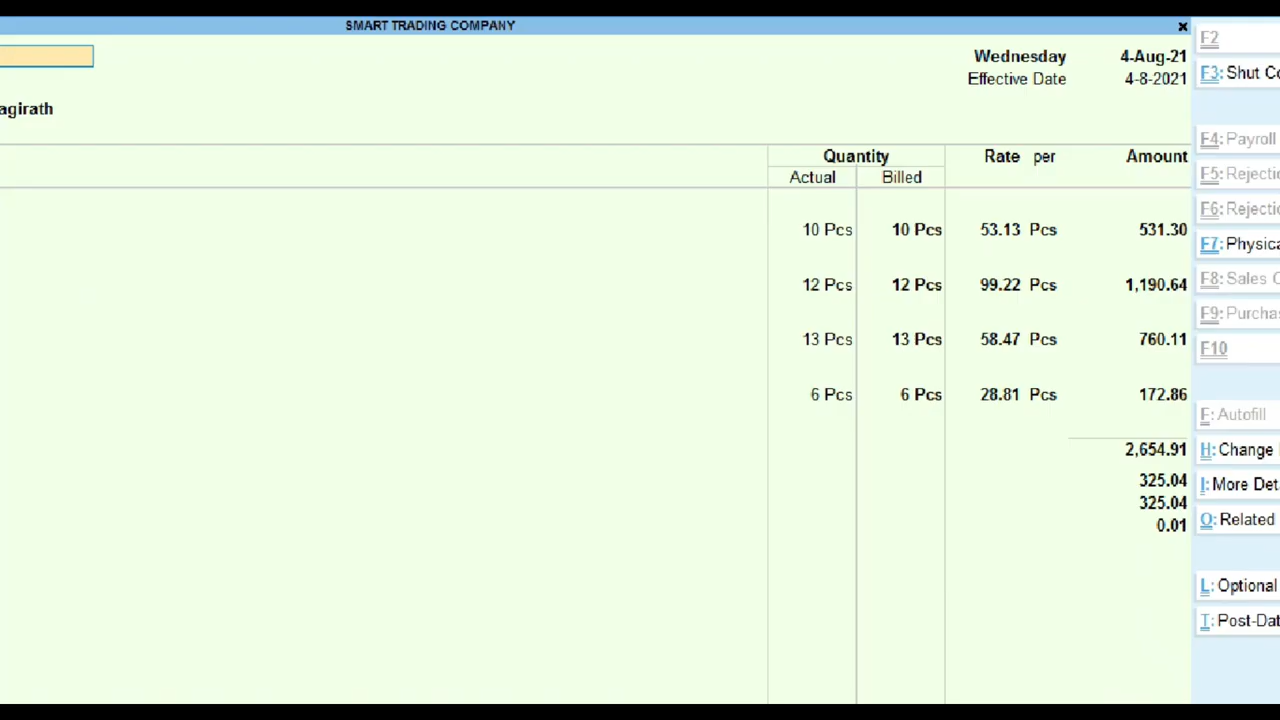 SMART TRADING COMPANY x
F2
Wednesday 4-Aug-21
F3: Shut Co
Effective Date 4-8-2021
agirath
F4: Payroll
Quantity Rate per Amount
Actual Billed
F5: Rejectio
F6: Rejectio
10 Pcs 10 Pcs 53.13 Pcs 531.30
F7: Physica
12 Pcs 12 Pcs 99.22 Pcs 1,190.64
F8: Sales O
F9: Purchas
13 Pcs 13 Pcs 58.47 Pcs 760.11
F10
6 Pcs 6 Pcs 28.81 Pcs 172.86
F: Autofill
2,654.91
H: Change
325.04
I: More Det
325.04
O: Related
0.01
L: Optional
T: Post-Dat